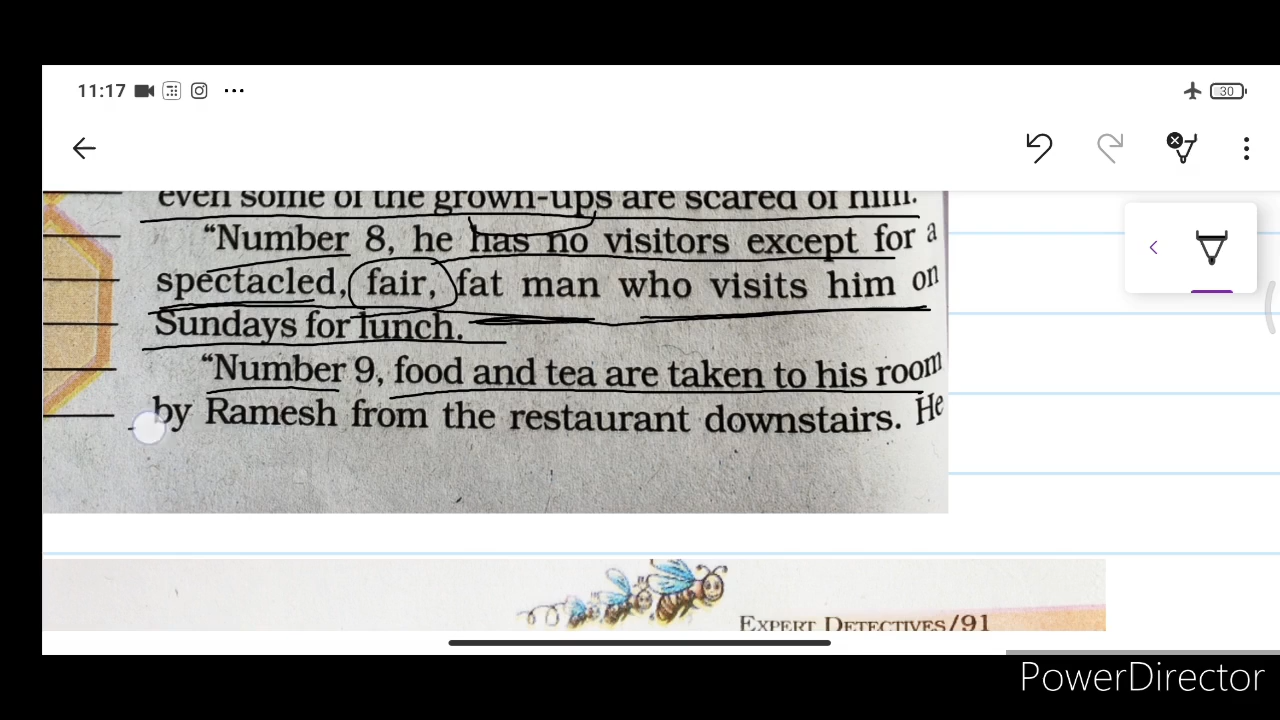 11:17
30
even some of the grown-ups are scared of him.
“Number 8, he has no visitors except for a
spectacled, fair, fat man who visits him on
Sundays for lunch.
“Number 9, food and tea are taken to his room
by Ramesh from the restaurant downstairs. He
EXPERT DETECTIVES/91
PowerDirector